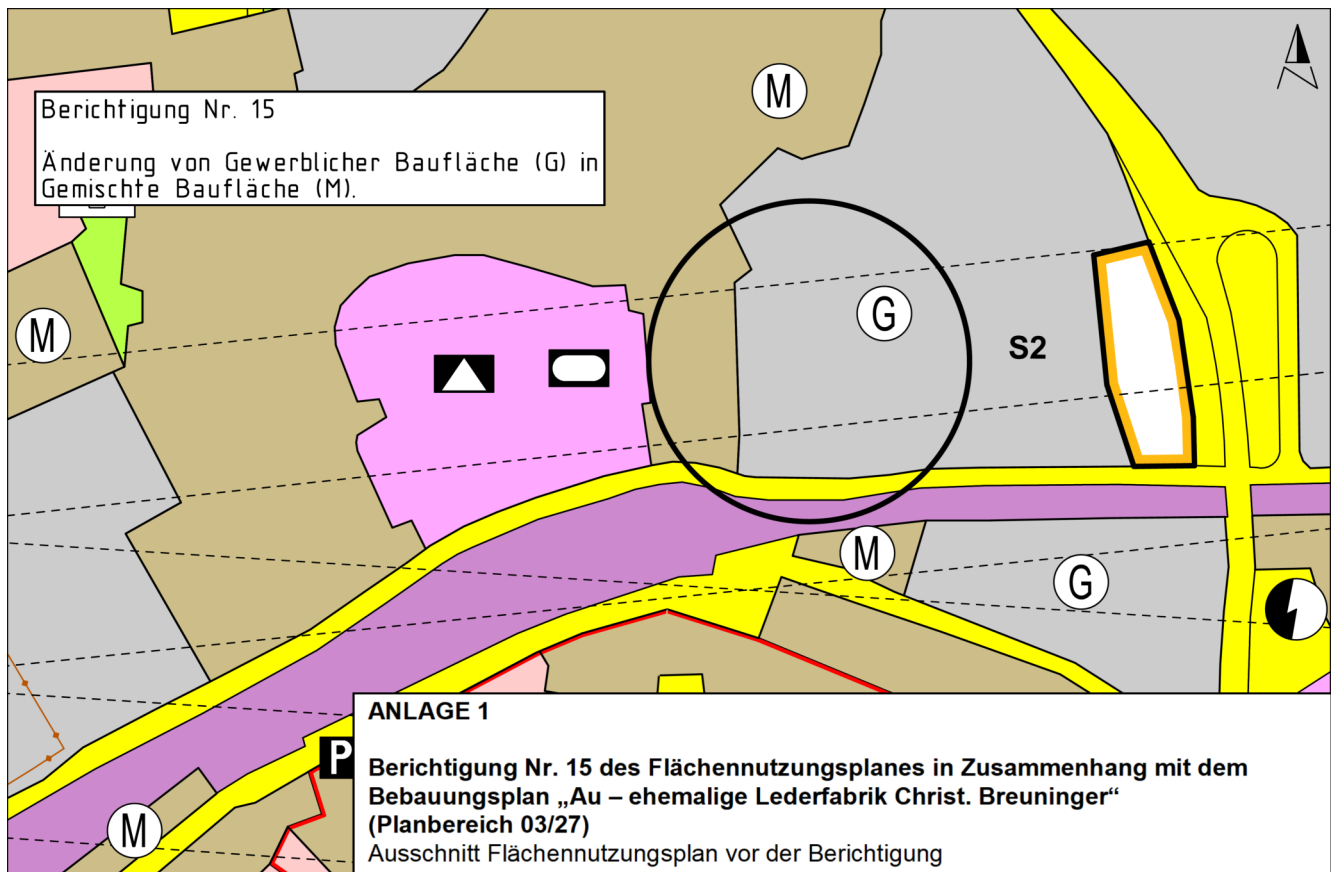 M
Berichtigung Nr. 15
Änderung von Gewerblicher Baufläche (G) in
Gemischte Baufläche (M).
M
G
S2
M
G
P
M
ANLAGE 1
Berichtigung Nr. 15 des Flächennutzungsplanes in Zusammenhang mit dem
Bebauungsplan „Au – ehemalige Lederfabrik Christ. Breuninger“
(Planbereich 03/27)
Ausschnitt Flächennutzungsplan vor der Berichtigung